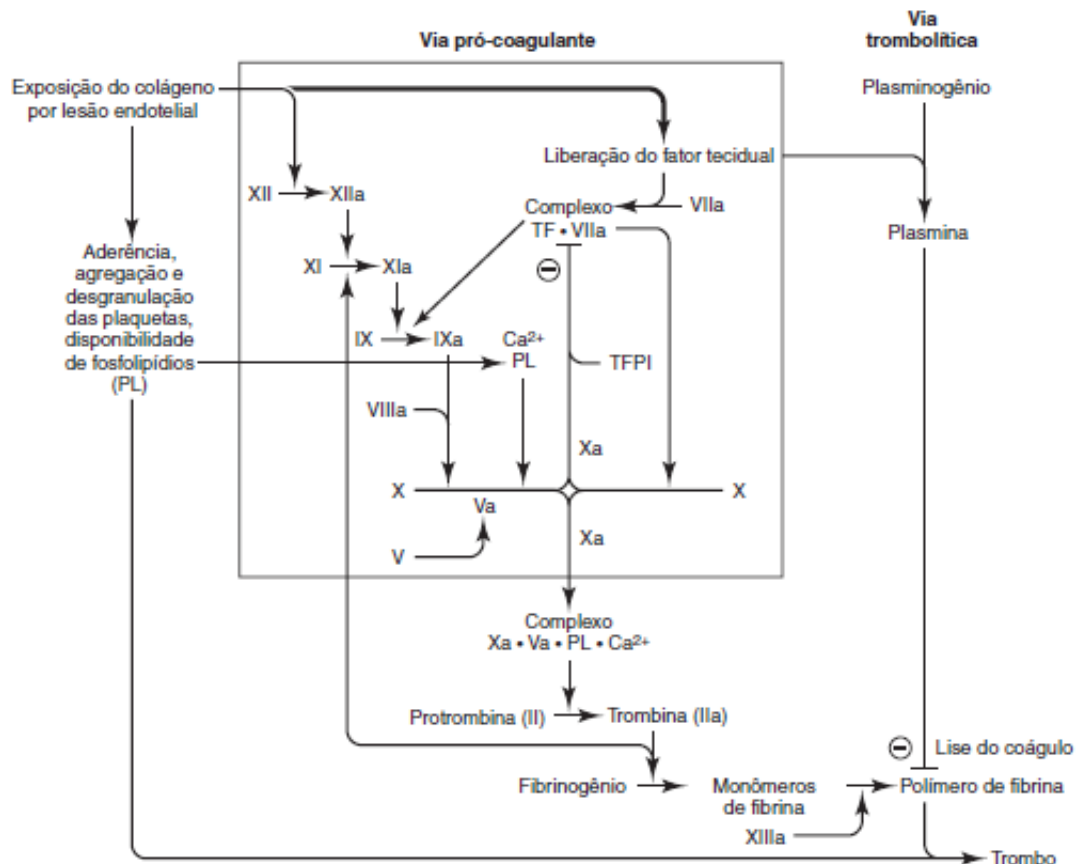 Via pró-coagulante
Via
trombolítica
Exposição do colágeno
por lesão endotelial
Plasminogênio
Liberação do fator tecidual
XII
XIIa
Complexo
VIIa
TF • VIIa
Plasmina
Aderência,
agregação e
desgranulação
das plaquetas,
disponibilidade
de fosfolipídios
(PL)
XI
XIa
−
IX
IXa
Ca²⁺
PL
TFPI
VIIIa
Xa
X
X
Va
V
Xa
Complexo
Xa • Va • PL • Ca²⁺
Protrombina (II)
Trombina (IIa)
− Lise do coágulo
Fibrinogênio
Monômeros
de fibrina
Polímero de fibrina
XIIIa
Trombo